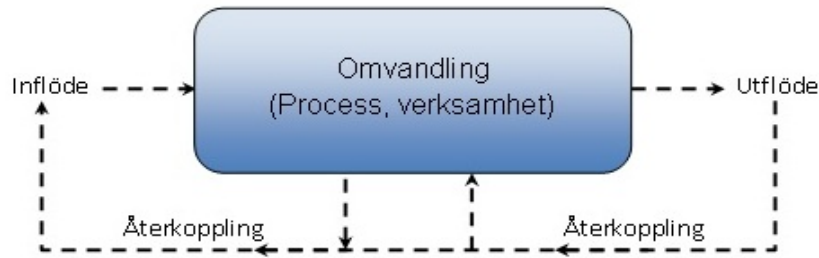 Omvandling
(Process, verksamhet)
Inflöde
Utflöde
Återkoppling
Återkoppling